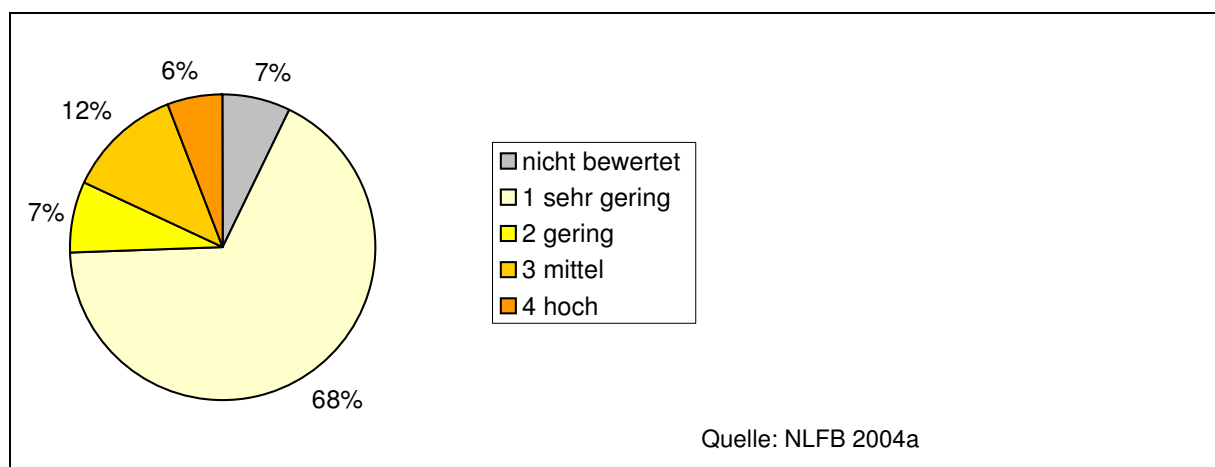 6%
7%
12%
7%
68%
nicht bewertet
1 sehr gering
2 gering
3 mittel
4 hoch
Quelle: NLFB 2004a